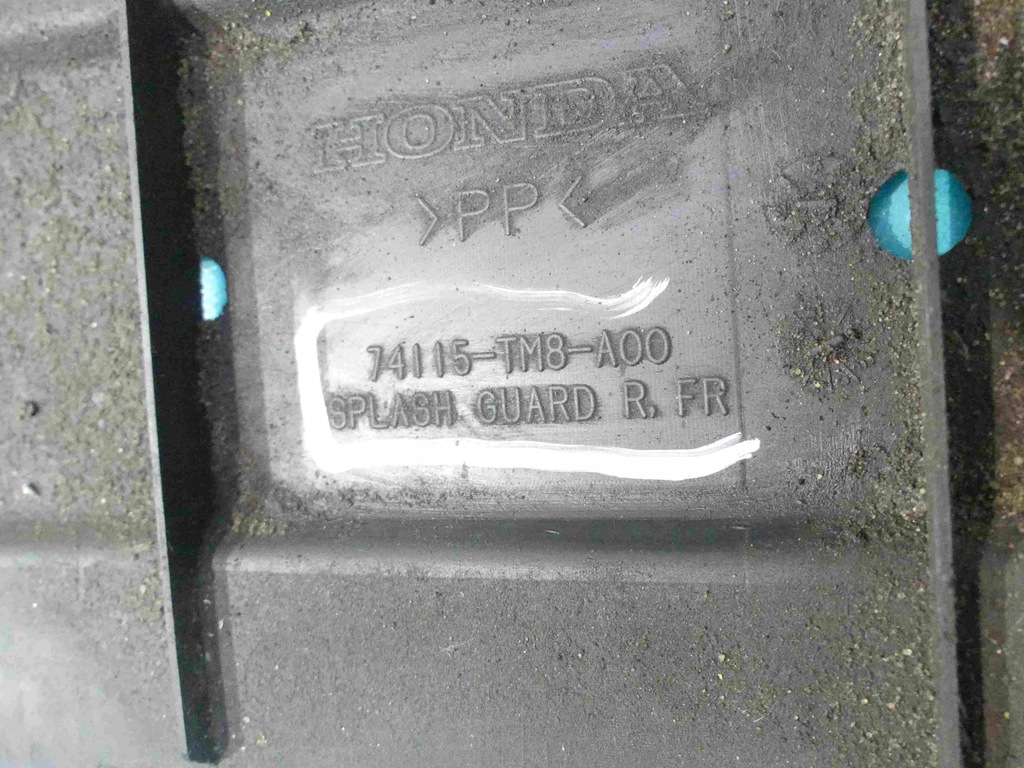 HONDA
>PP<
74115-TM8-A00
SPLASH GUARD R, FR